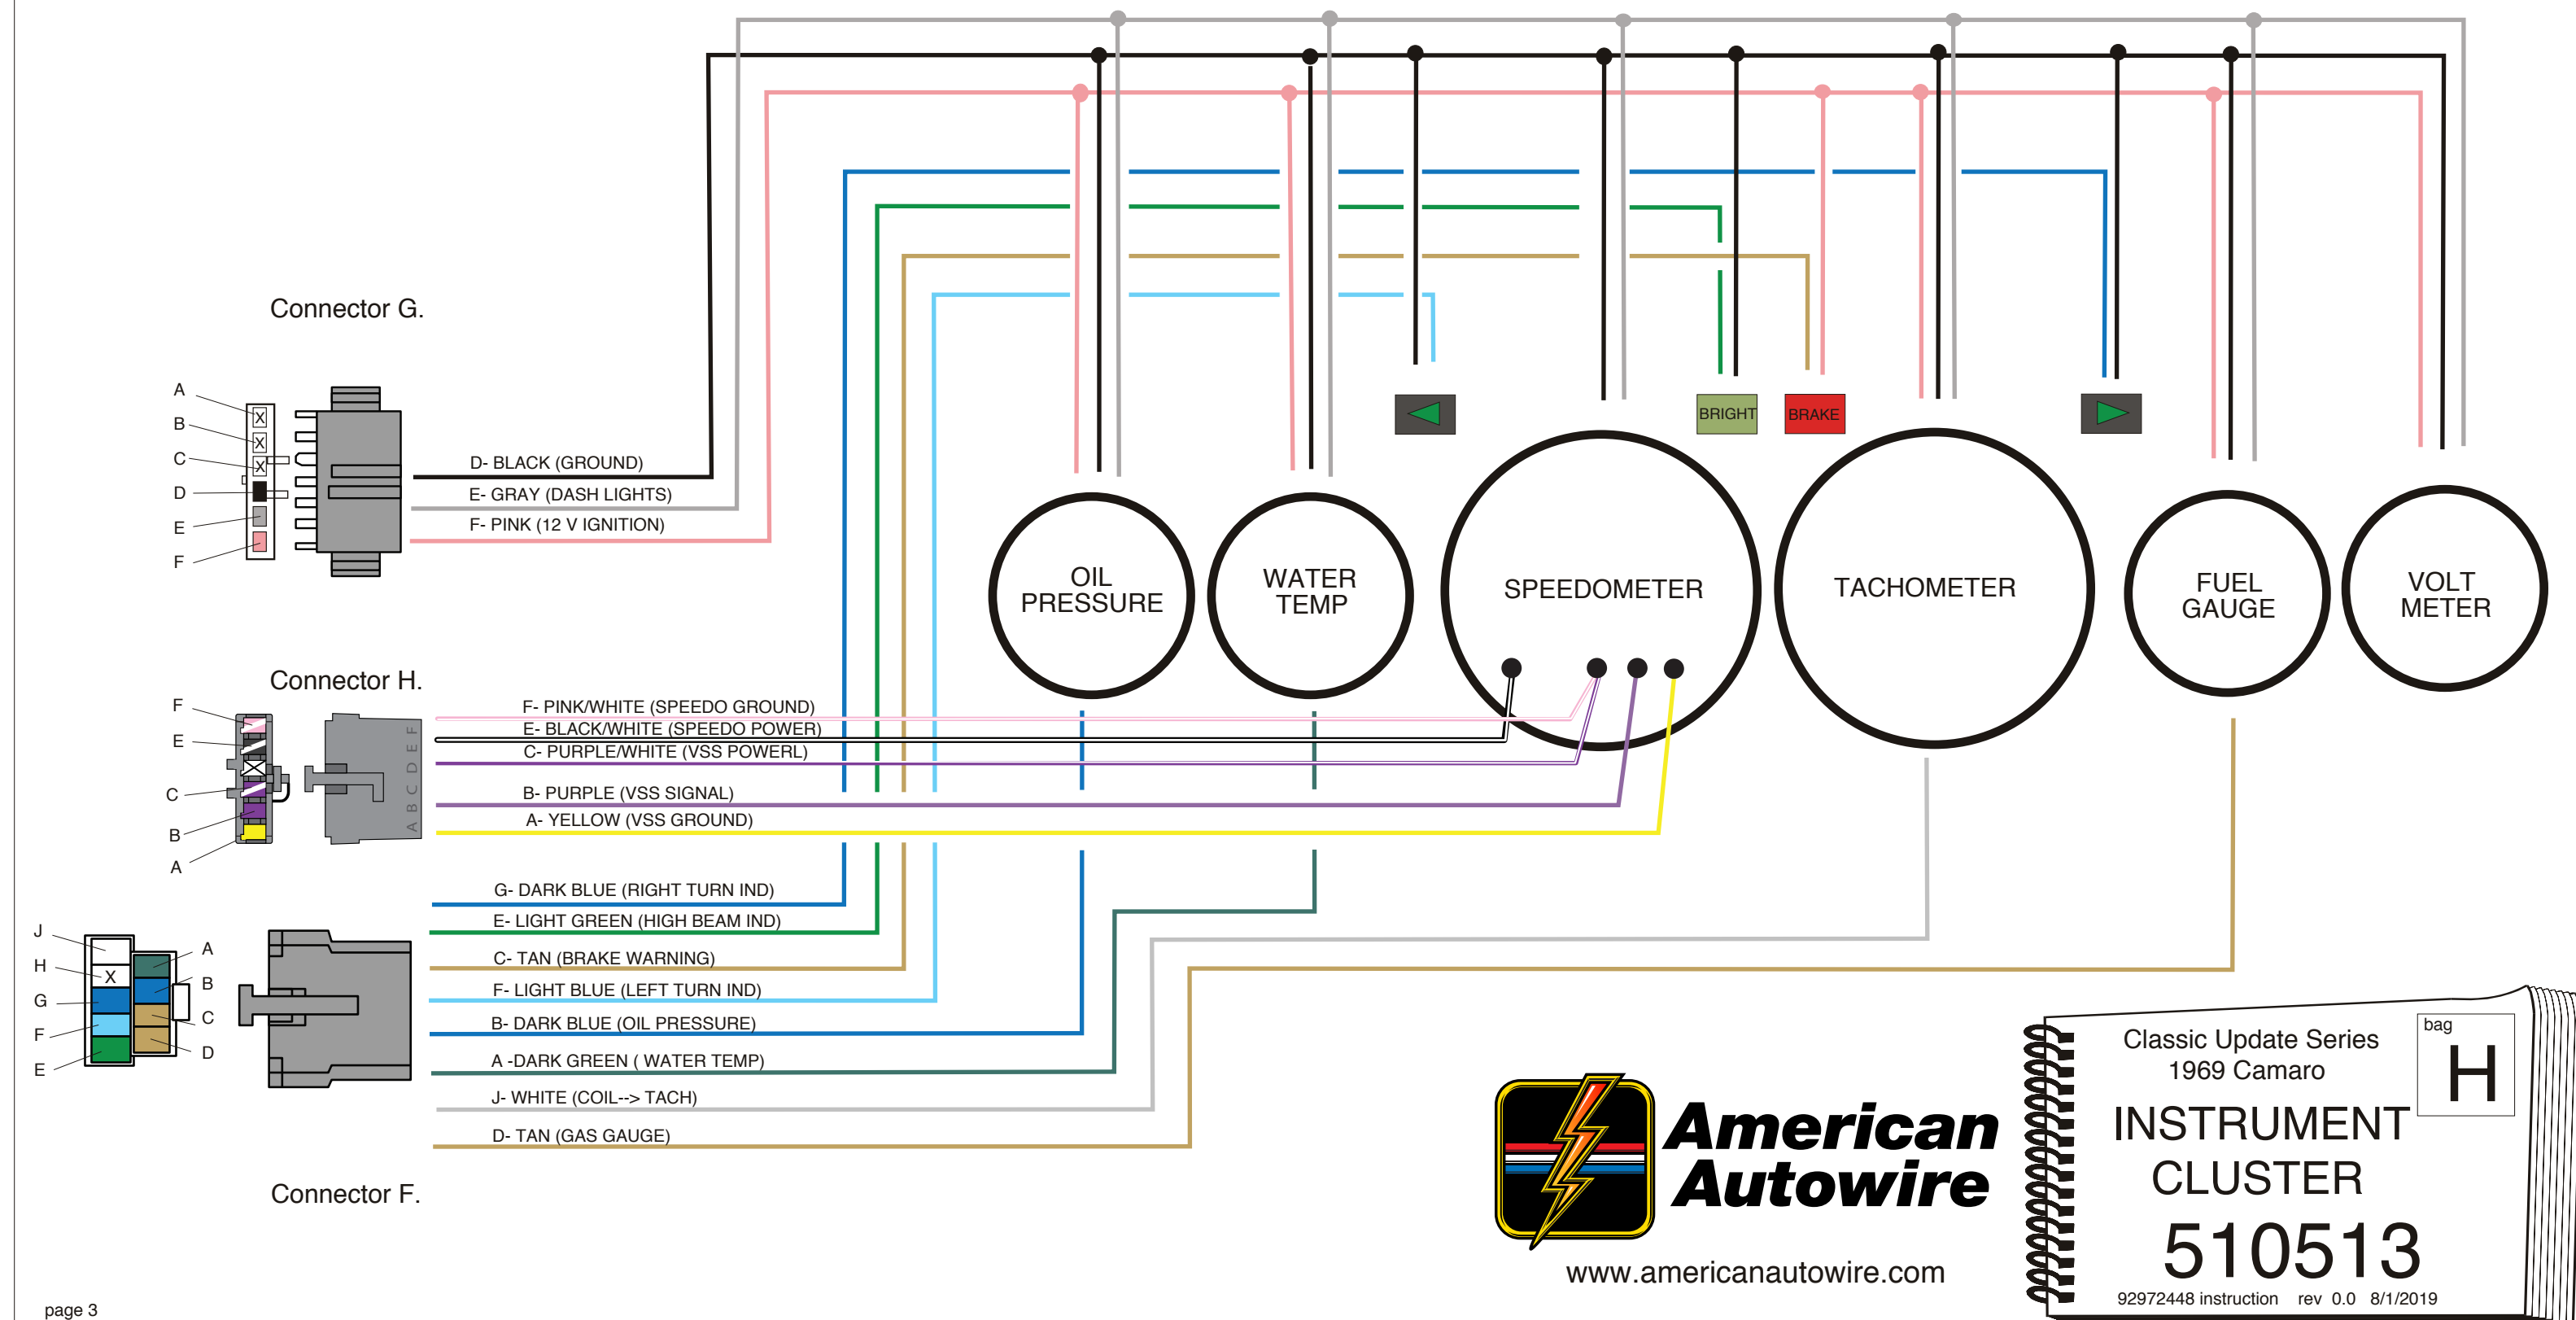 Connector G.
A
B
C
D
E
F
X
X
X
D- BLACK (GROUND)
E- GRAY (DASH LIGHTS)
F- PINK (12 V IGNITION)
BRIGHT
BRAKE
OIL
PRESSURE
WATER
TEMP
SPEEDOMETER
TACHOMETER
FUEL
GAUGE
VOLT
METER
Connector H.
F
E
C
B
A
A B C D E F
F- PINK/WHITE (SPEEDO GROUND)
E- BLACK/WHITE (SPEEDO POWER)
C- PURPLE/WHITE (VSS POWERL)
B- PURPLE (VSS SIGNAL)
A- YELLOW (VSS GROUND)
J
H
G
F
E
X
A
B
C
D
G- DARK BLUE (RIGHT TURN IND)
E- LIGHT GREEN (HIGH BEAM IND)
C- TAN (BRAKE WARNING)
F- LIGHT BLUE (LEFT TURN IND)
B- DARK BLUE (OIL PRESSURE)
A -DARK GREEN ( WATER TEMP)
J- WHITE (COIL--> TACH)
D- TAN (GAS GAUGE)
Connector F.
American
Autowire
www.americanautowire.com
Classic Update Series
1969 Camaro
bag
H
INSTRUMENT
CLUSTER
510513
92972448 instruction rev 0.0 8/1/2019
page 3